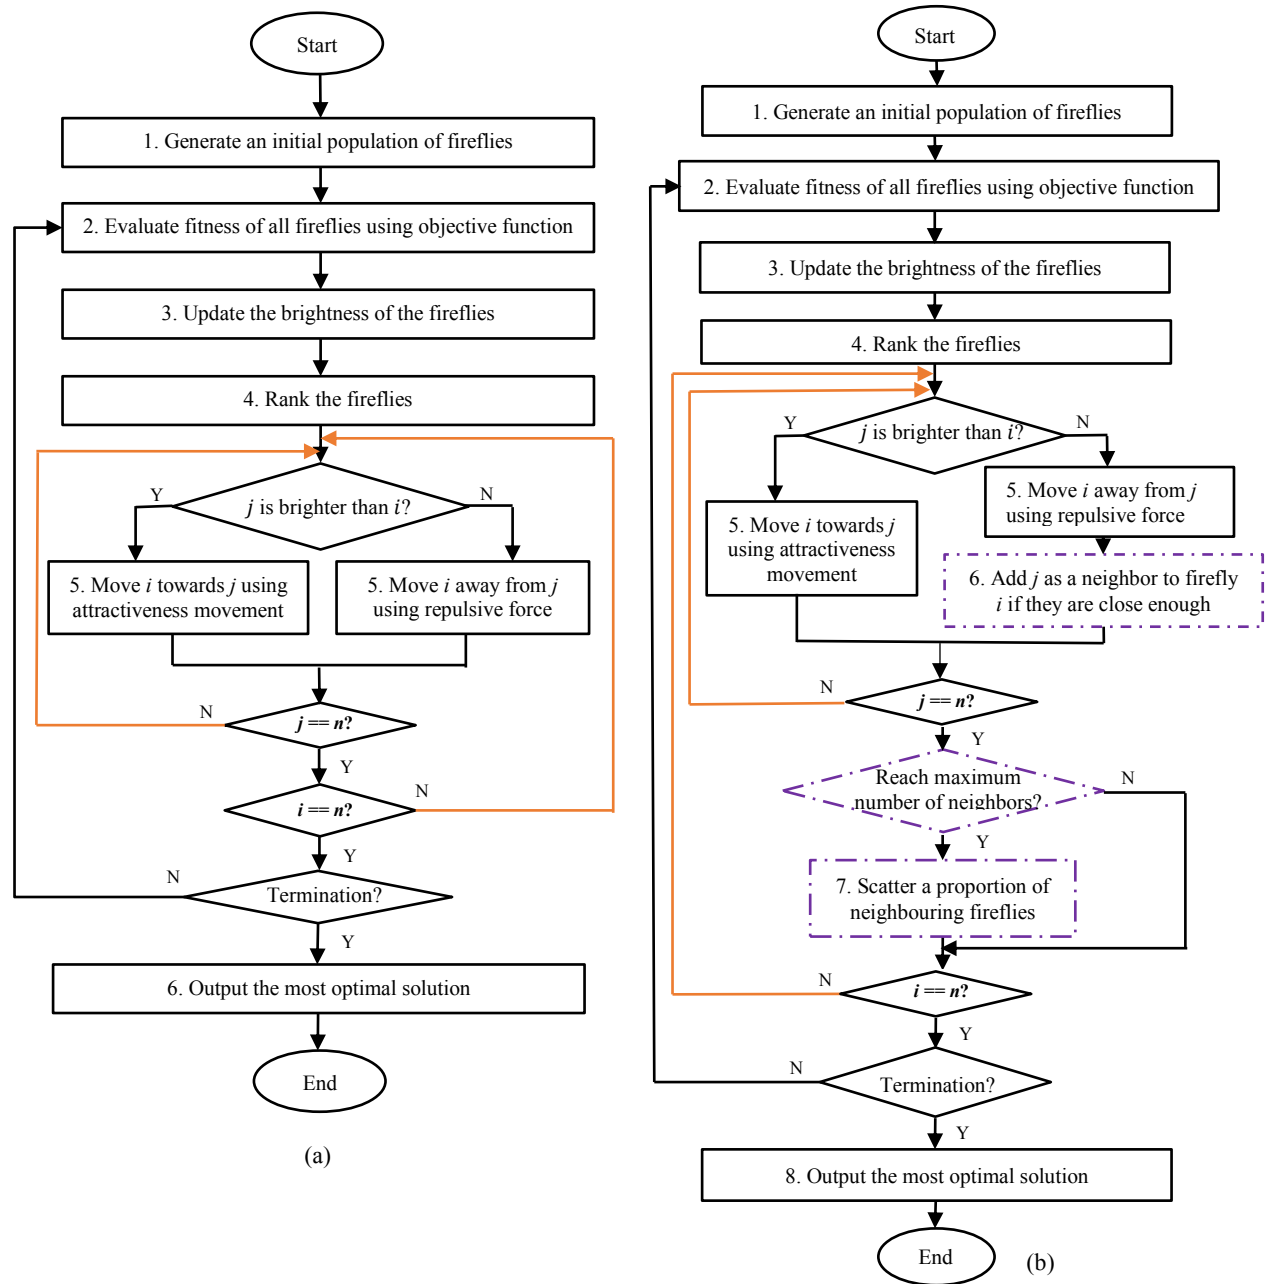 Start
1. Generate an initial population of fireflies
2. Evaluate fitness of all fireflies using objective function
3. Update the brightness of the fireflies
4. Rank the fireflies
j is brighter than i?
Y
N
5. Move i towards j using
attractiveness movement
5. Move i away from j
using repulsive force
j == n?
N
Y
i == n?
N
Y
Termination?
N
Y
6. Output the most optimal solution
End
(a)
Start
1. Generate an initial population of fireflies
2. Evaluate fitness of all fireflies using objective function
3. Update the brightness of the fireflies
4. Rank the fireflies
j is brighter than i?
Y
N
5. Move i towards j
using attractiveness
movement
5. Move i away from j
using repulsive force
6. Add j as a neighbor to firefly
i if they are close enough
j == n?
N
Y
Reach maximum
number of neighbors?
N
Y
7. Scatter a proportion of
neighbouring fireflies
i == n?
N
Y
Termination?
N
Y
8. Output the most optimal solution
End
(b)